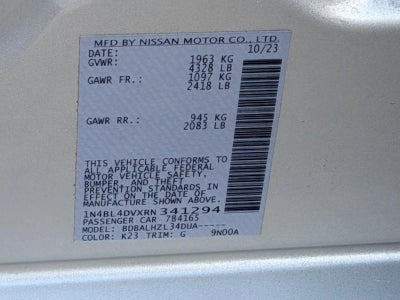 MFD BY NISSAN MOTOR CO., LTD.
DATE: 10/23
GVWR: 1963 KG
4328 LB
GAWR FR.: 1097 KG
2418 LB
GAWR RR.: 945 KG
2083 LB
THIS VEHICLE CONFORMS TO
ALL APPLICABLE FEDERAL
MOTOR VEHICLE SAFETY,
BUMPER, AND THEFT
PREVENTION STANDARDS IN
EFFECT ON THE DATE OF
MANUFACTURE SHOWN ABOVE.
1N4BL4DVXRN341294
PASSENGER CAR 784165
MODEL: BDBALHZL34DUA-----
COLOR: K23 TRIM: G 9N00A